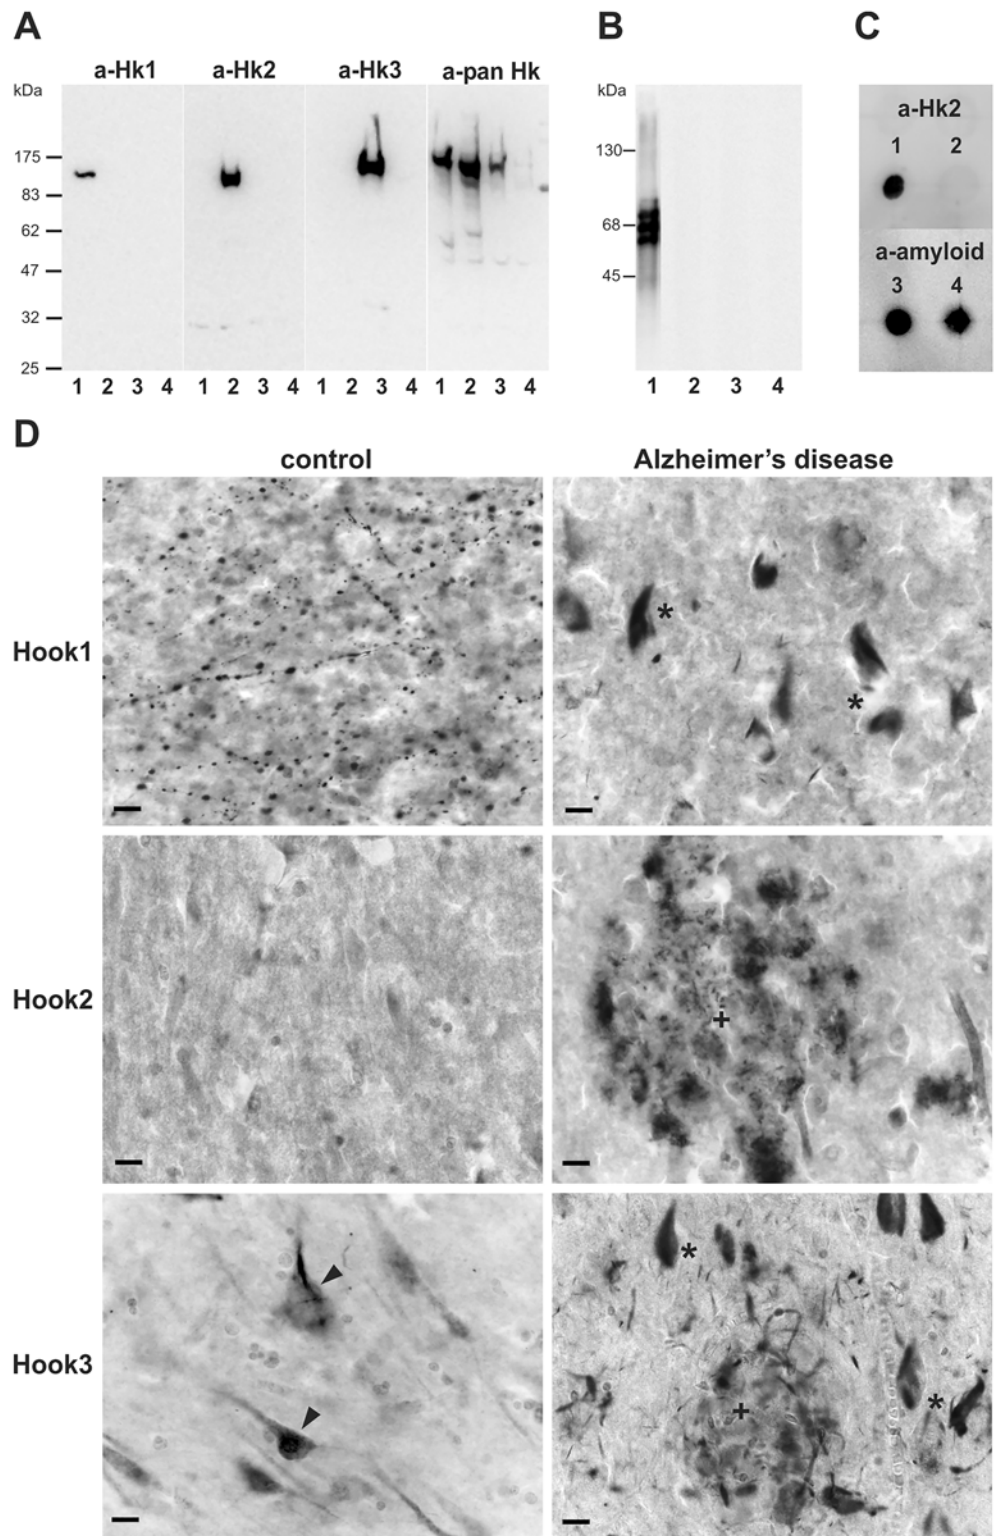 A
B
C
a-Hk1 a-Hk2 a-Hk3 a-pan Hk
kDa
175
83
62
47
32
25
1 2 3 4 1 2 3 4 1 2 3 4 1 2 3 4
kDa
130
68
45
1 2 3 4
a-Hk2
1 2
a-amyloid
3 4
D
control Alzheimer's disease
Hook1
*
*
Hook2
+
Hook3
*
+
*